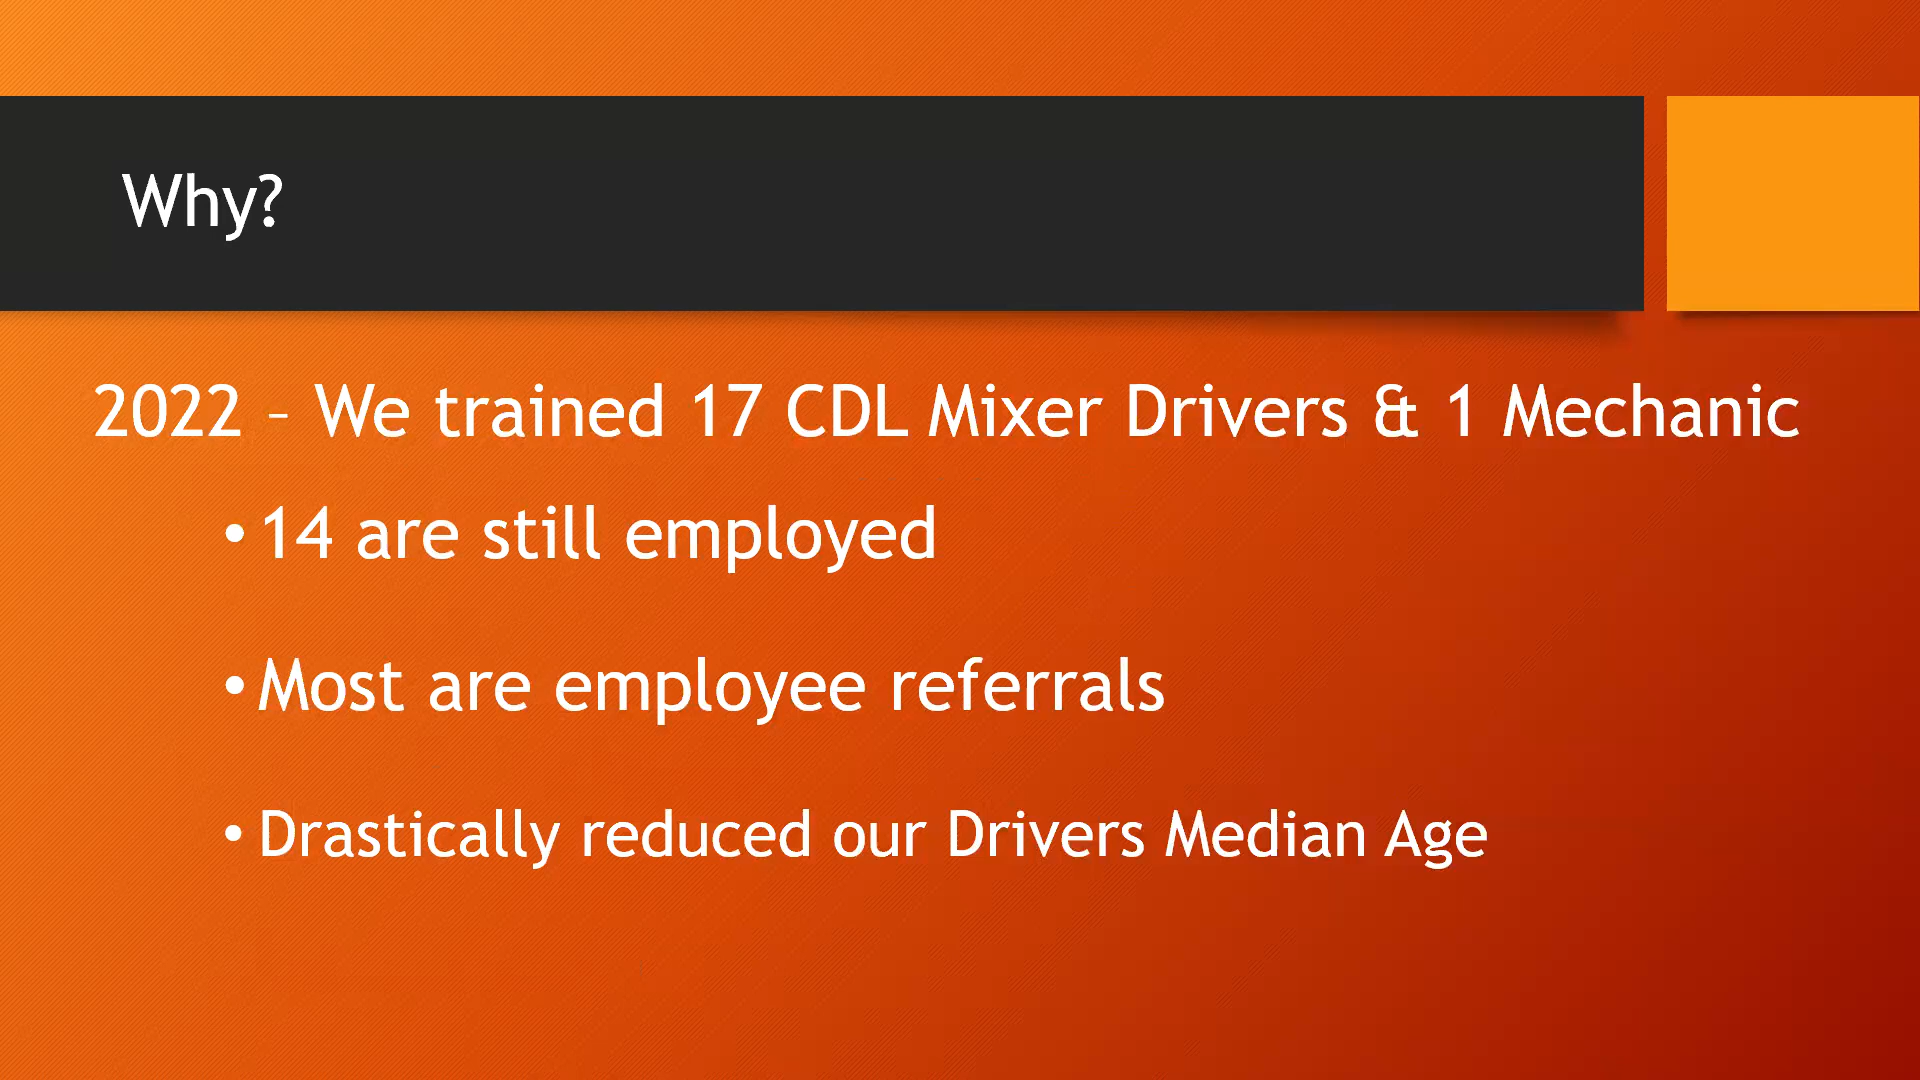 Why?
2022 – We trained 17 CDL Mixer Drivers & 1 Mechanic
• 14 are still employed
• Most are employee referrals
• Drastically reduced our Drivers Median Age